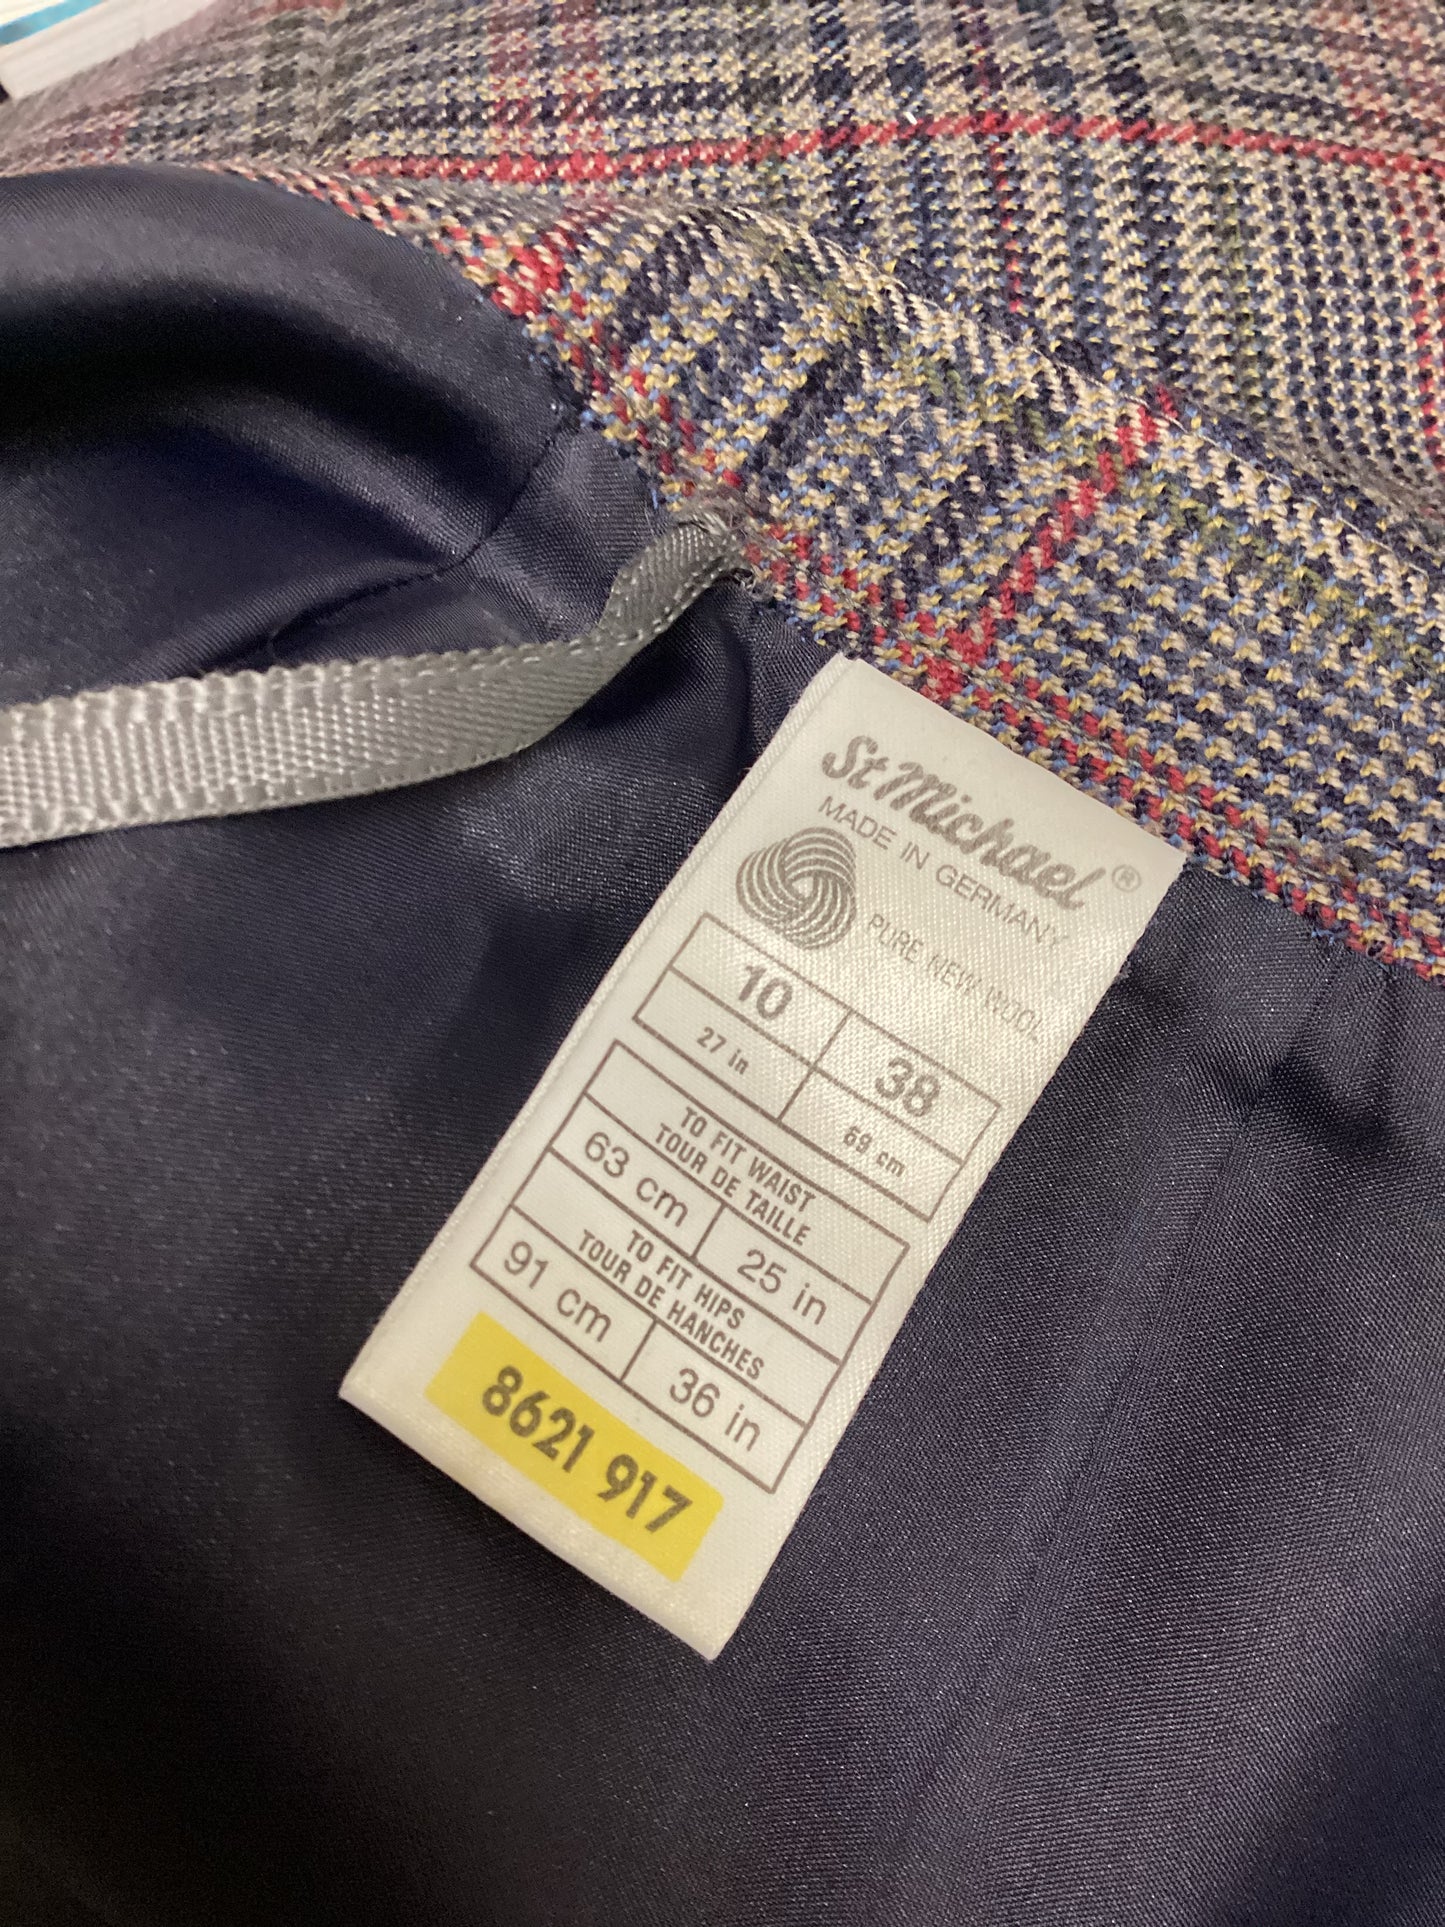 St Michael®
MADE IN GERMANY
PURE NEW WOOL
10 38
27 in 69 cm
TO FIT WAIST
TOUR DE TAILLE
63 cm 25 in
TO FIT HIPS
TOUR DE HANCHES
91 cm 36 in
8621 917